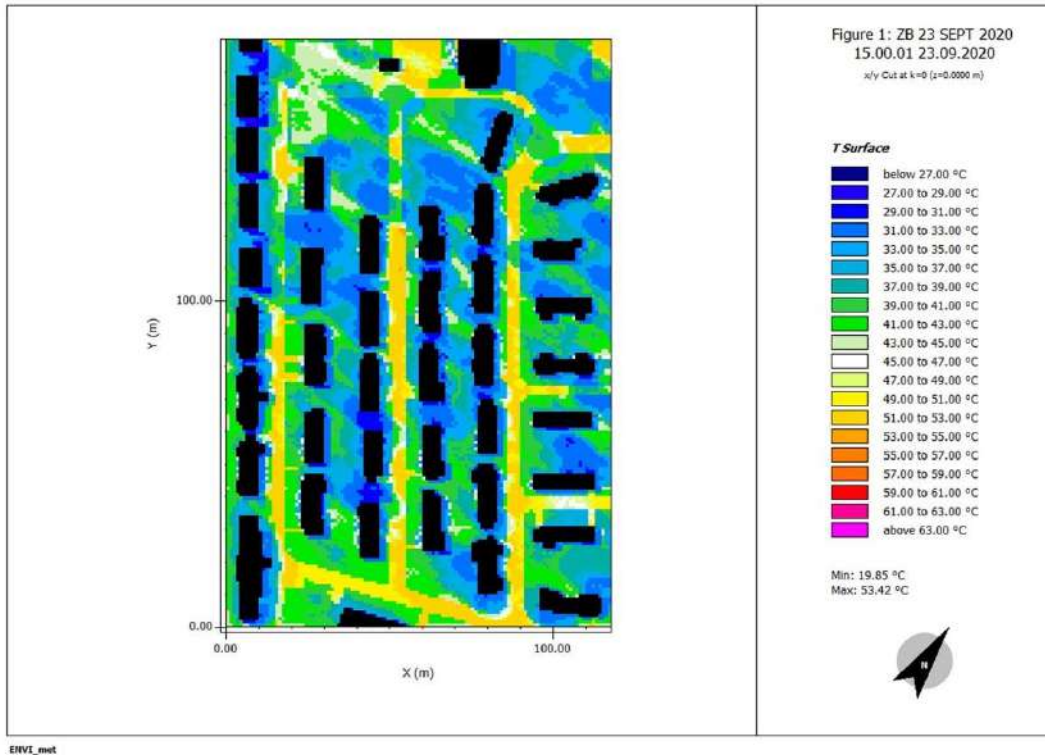 Figure 1: ZB 23 SEPT 2020
15.00.01 23.09.2020
x/y Cut at k=0 (z=0.0000 m)
T Surface
below 27.00 °C
27.00 to 29.00 °C
29.00 to 31.00 °C
31.00 to 33.00 °C
33.00 to 35.00 °C
35.00 to 37.00 °C
37.00 to 39.00 °C
39.00 to 41.00 °C
41.00 to 43.00 °C
43.00 to 45.00 °C
45.00 to 47.00 °C
47.00 to 49.00 °C
49.00 to 51.00 °C
51.00 to 53.00 °C
53.00 to 55.00 °C
55.00 to 57.00 °C
57.00 to 59.00 °C
59.00 to 61.00 °C
61.00 to 63.00 °C
above 63.00 °C
Min: 19.85 °C
Max: 53.42 °C
N
100.00
Y (m)
0.00
0.00
100.00
X (m)
ENVI_met